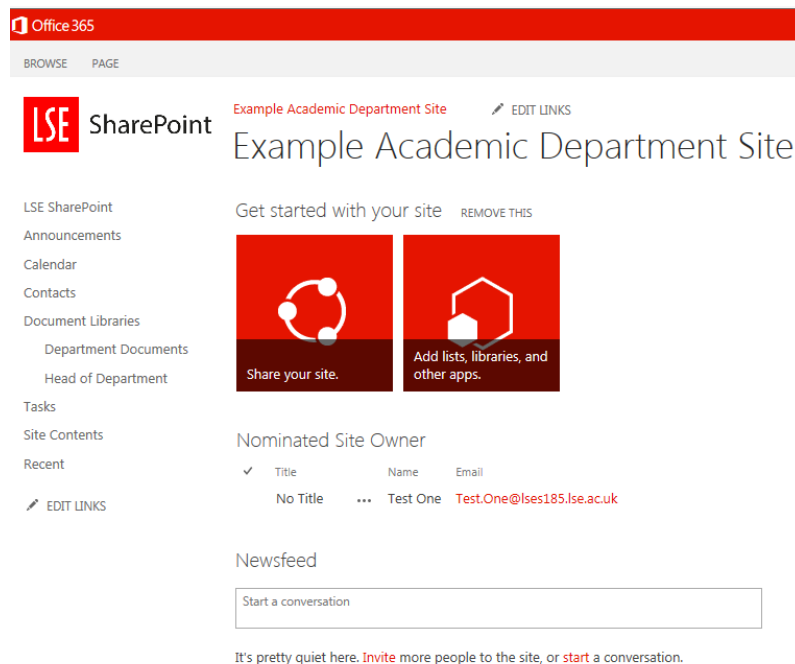 Office 365
BROWSE PAGE
LSE SharePoint
Example Academic Department Site EDIT LINKS
Example Academic Department Site
LSE SharePoint
Announcements
Calendar
Contacts
Document Libraries
Department Documents
Head of Department
Tasks
Site Contents
Recent
EDIT LINKS
Get started with your site REMOVE THIS
Share your site.
Add lists, libraries, and
other apps.
Nominated Site Owner
Title Name Email
No Title ... Test One Test.One@lses185.lse.ac.uk
Newsfeed
Start a conversation
It's pretty quiet here. Invite more people to the site, or start a conversation.